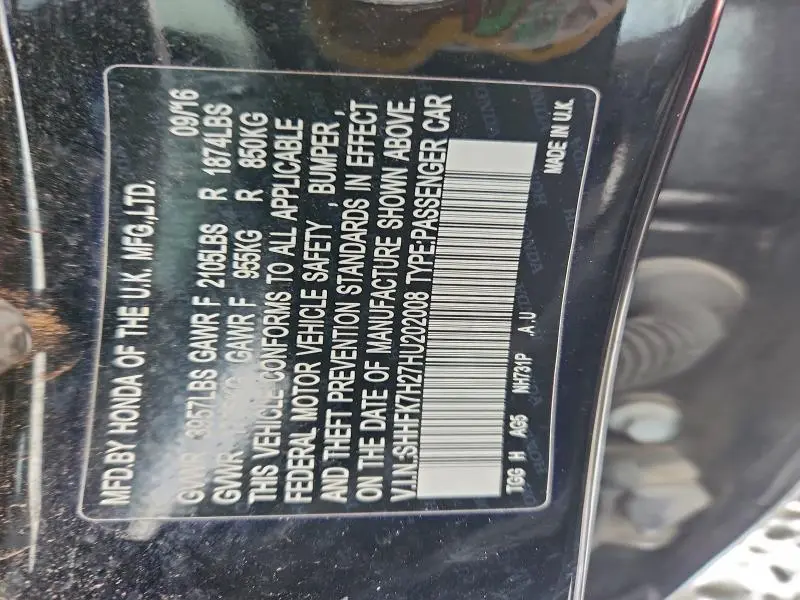 MFD.BY HONDA OF THE U.K. MFG.,LTD. 09/16
GVWR 3957LBS GAWR F 2105LBS R 1874LBS
GVWR GAWR F 955KG R 850KG
THIS VEHICLE CONFORMS TO ALL APPLICABLE
FEDERAL MOTOR VEHICLE SAFETY , BUMPER ,
AND THEFT PREVENTION STANDARDS IN EFFECT
ON THE DATE OF MANUFACTURE SHOWN ABOVE.
V.I.N:SHHFK7H27HU202008 TYPE:PASSENGER CAR
TGG H AG5 NH731P A.U
MADE IN U.K.